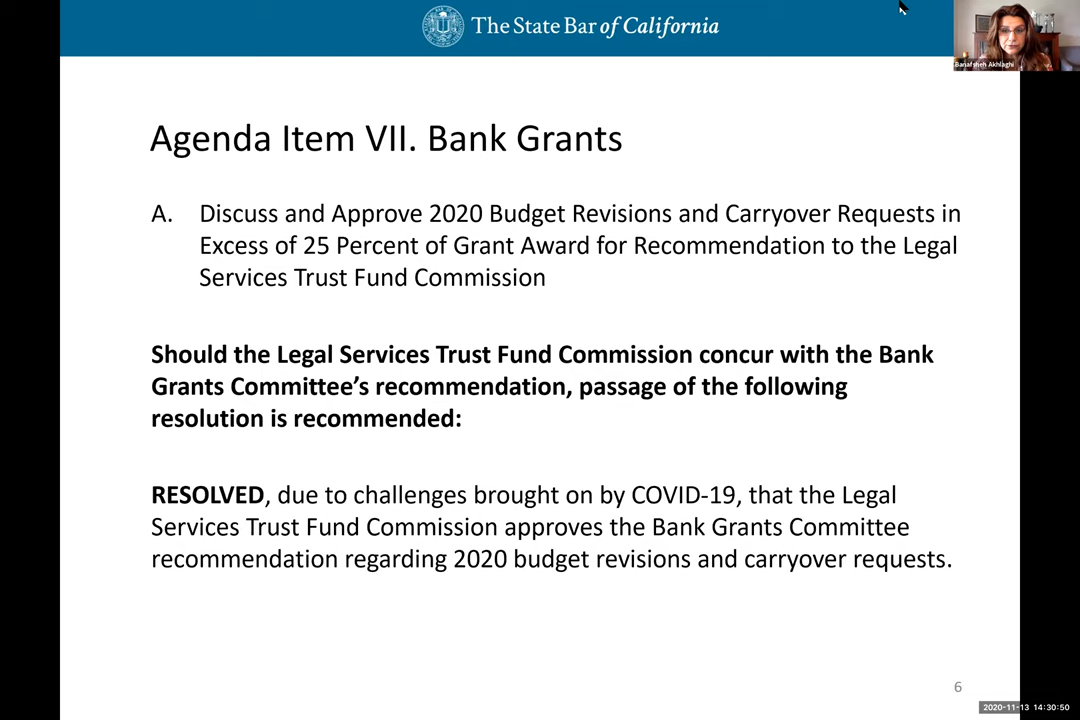 The State Bar of California
Banafsheh Akhlaghi
Agenda Item VII. Bank Grants
A. Discuss and Approve 2020 Budget Revisions and Carryover Requests in
Excess of 25 Percent of Grant Award for Recommendation to the Legal
Services Trust Fund Commission
Should the Legal Services Trust Fund Commission concur with the Bank
Grants Committee’s recommendation, passage of the following
resolution is recommended:
RESOLVED, due to challenges brought on by COVID-19, that the Legal
Services Trust Fund Commission approves the Bank Grants Committee
recommendation regarding 2020 budget revisions and carryover requests.
6
2020-11-13 14:30:50